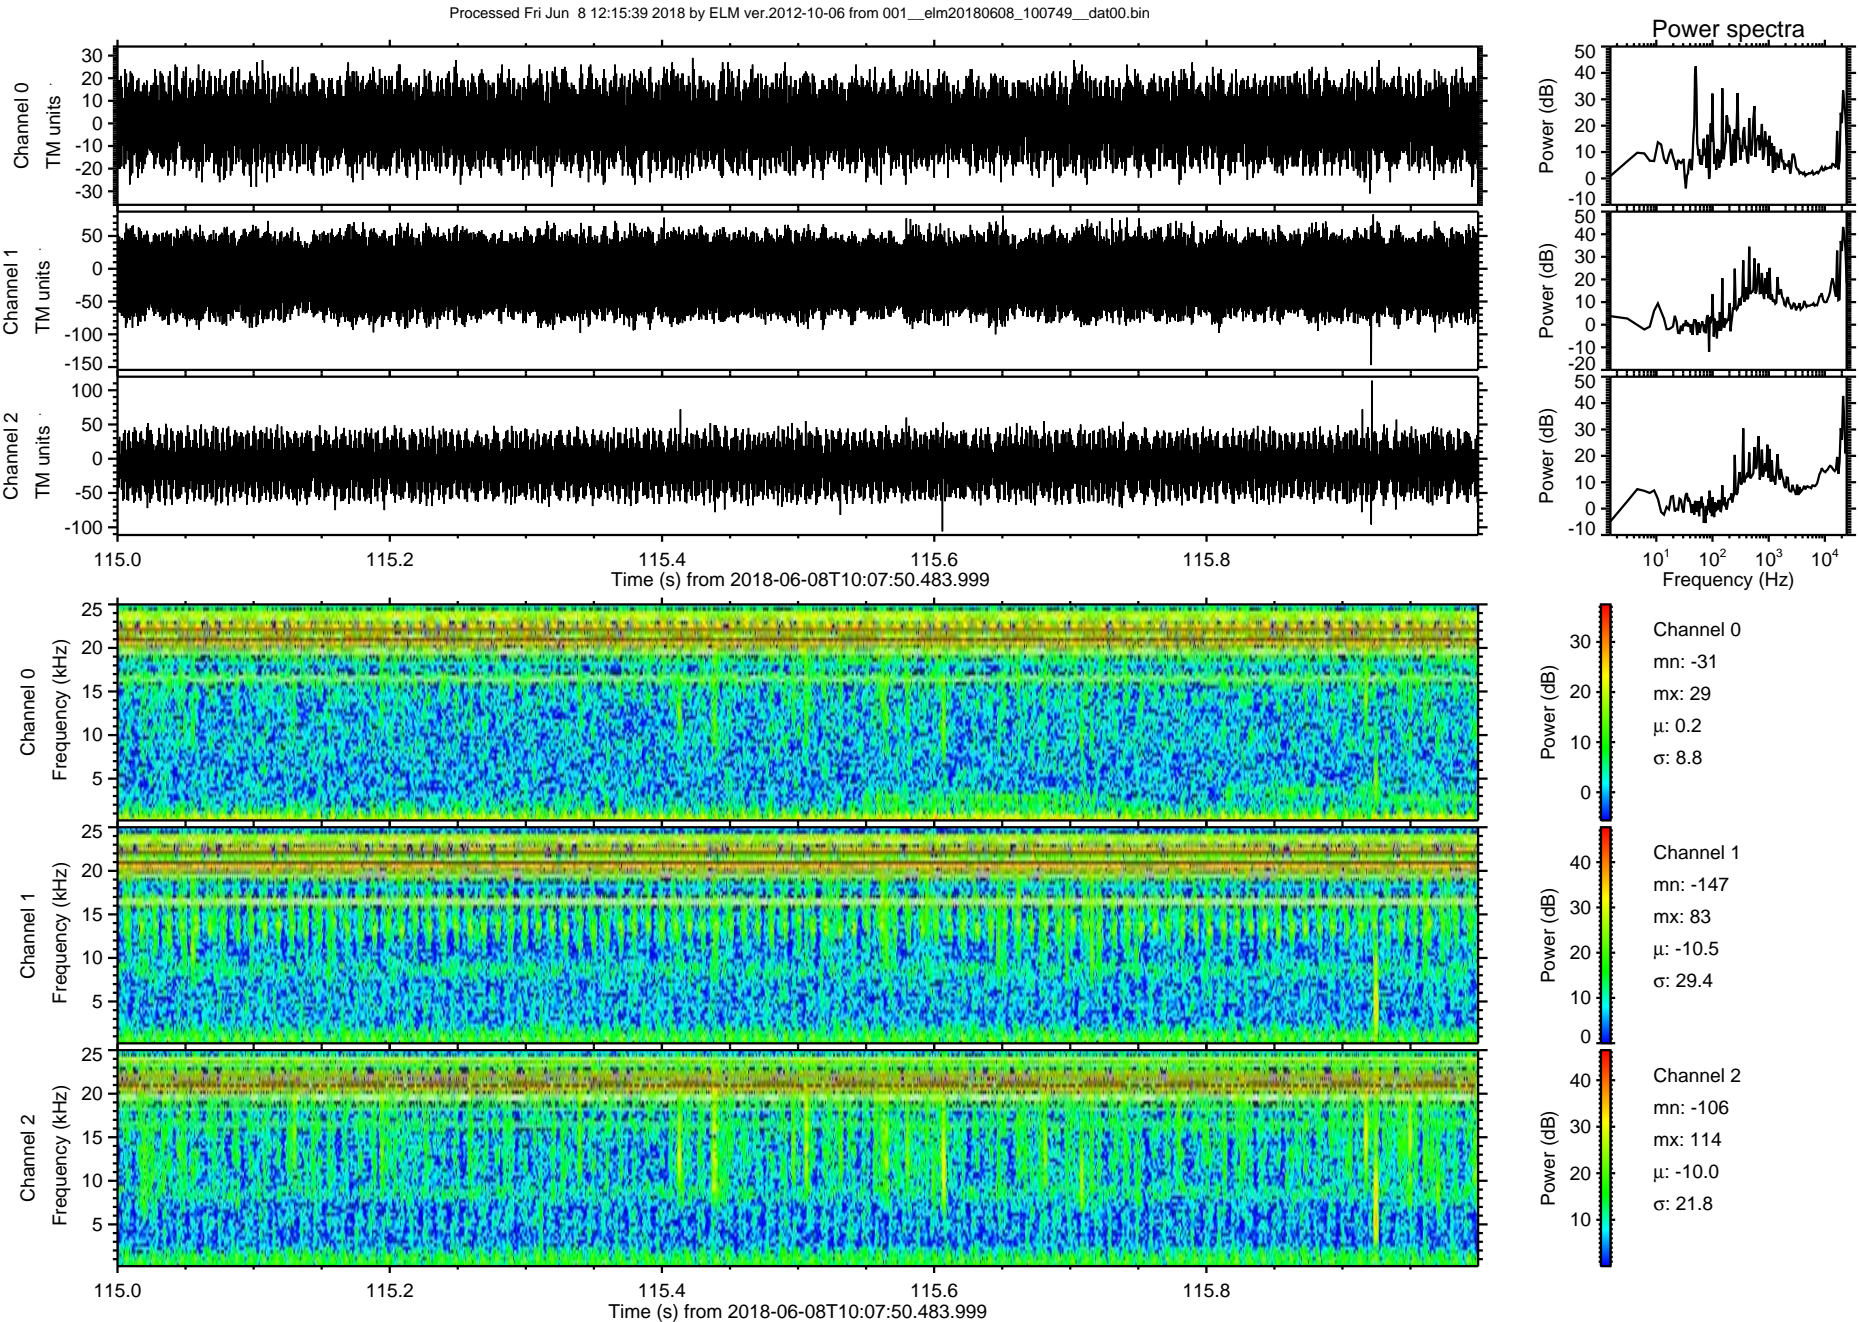 Processed Fri Jun 8 12:15:39 2018 by ELM ver.2012-10-06 from 001__elm20180608_100749__dat00.bin
Power spectra
Channel 0
TM units
30
20
10
0
-10
-20
-30
Power (dB)
50
40
30
20
10
0
-10
Channel 1
TM units
50
0
-50
-100
-150
Power (dB)
50
40
30
20
10
0
-10
-20
Channel 2
TM units
100
50
0
-50
-100
Power (dB)
50
40
30
20
10
0
-10
115.0 115.2 115.4 115.6 115.8
Time (s) from 2018-06-08T10:07:50.483.999
10¹ 10² 10³ 10⁴
Frequency (Hz)
Channel 0
Frequency (kHz)
25
20
15
10
5
Power (dB)
30
20
10
0
Channel 0
mn: -31
mx: 29
μ: 0.2
σ: 8.8
Channel 1
Frequency (kHz)
25
20
15
10
5
Power (dB)
40
30
20
10
0
Channel 1
mn: -147
mx: 83
μ: -10.5
σ: 29.4
Channel 2
Frequency (kHz)
25
20
15
10
5
Power (dB)
40
30
20
10
Channel 2
mn: -106
mx: 114
μ: -10.0
σ: 21.8
115.0 115.2 115.4 115.6 115.8
Time (s) from 2018-06-08T10:07:50.483.999